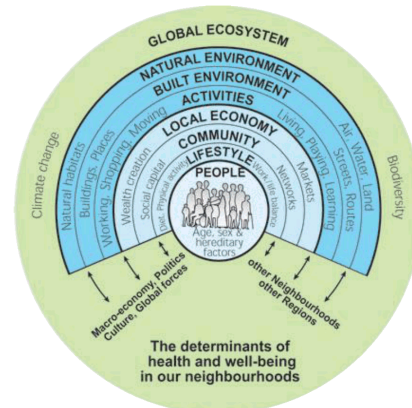 GLOBAL ECOSYSTEM
NATURAL ENVIRONMENT
BUILT ENVIRONMENT
ACTIVITIES
LOCAL ECONOMY
COMMUNITY
LIFESTYLE
PEOPLE
Climate change
Natural habitats
Buildings, Places
Working, Shopping, Moving
Wealth creation
Social capital
Diet, Physical activity
Work/life balance
Networks
Markets
Living, Playing, Learning
Streets, Routes
Air, Water, Land
Biodiversity
Age, sex &
hereditary
factors
Macro-economy, Politics
Culture, Global forces
other Neighbourhoods
other Regions
The determinants of
health and well-being
in our neighbourhoods